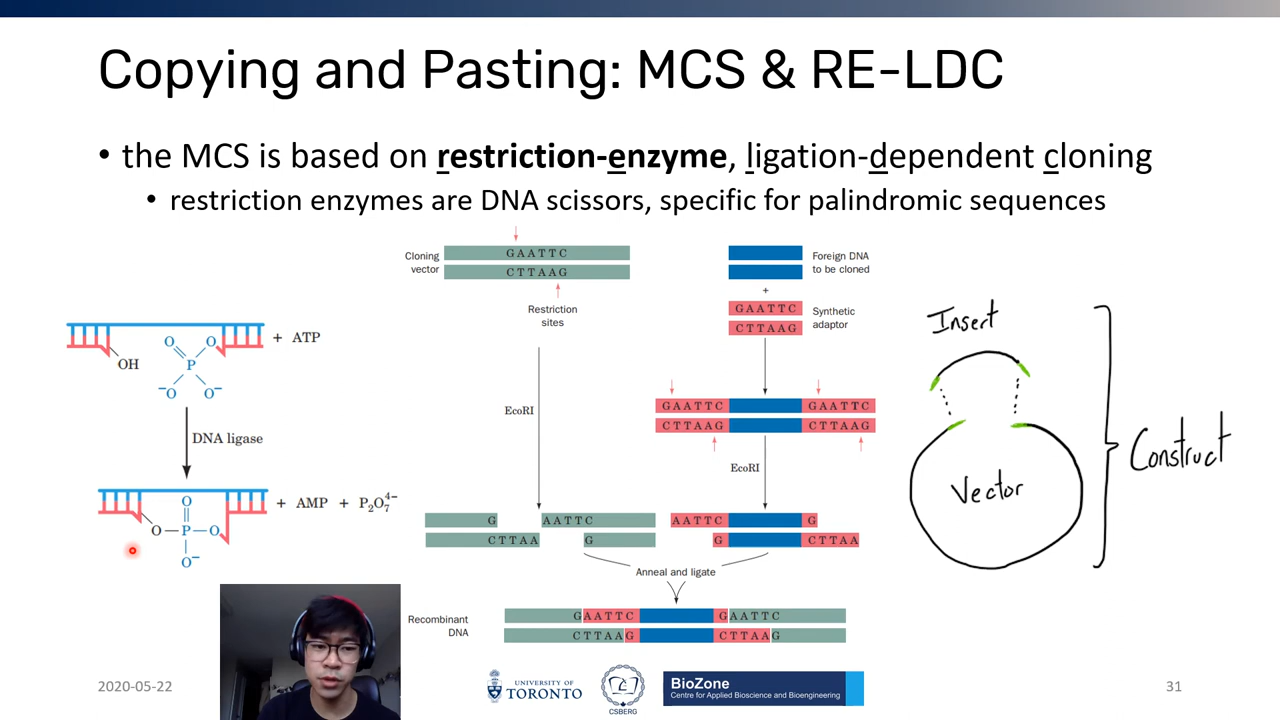 Copying and Pasting: MCS & RE-LDC
• the MCS is based on restriction-enzyme, ligation-dependent cloning
• restriction enzymes are DNA scissors, specific for palindromic sequences
Cloning
vector
GAATTC
CTTAAG
Restriction
sites
EcoRI
Foreign DNA
to be cloned
+
GAATTC
CTTAAG
Synthetic
adaptor
GAATTC GAATTC
CTTAAG CTTAAG
EcoRI
G AATTC AATTC G
CTTAA G G CTTAA
Anneal and ligate
Recombinant
DNA
GAATTC GAATTC
CTTAAG CTTAAG
OH
O O
P
⁻O O⁻
+ ATP
DNA ligase
O
O—P—O
O⁻
+ AMP + P₂O₇⁴⁻
Insert
Vector
Construct
2020-05-22
UNIVERSITY OF
TORONTO
CSBERG
BioZone
Centre for Applied Bioscience and Bioengineering
31